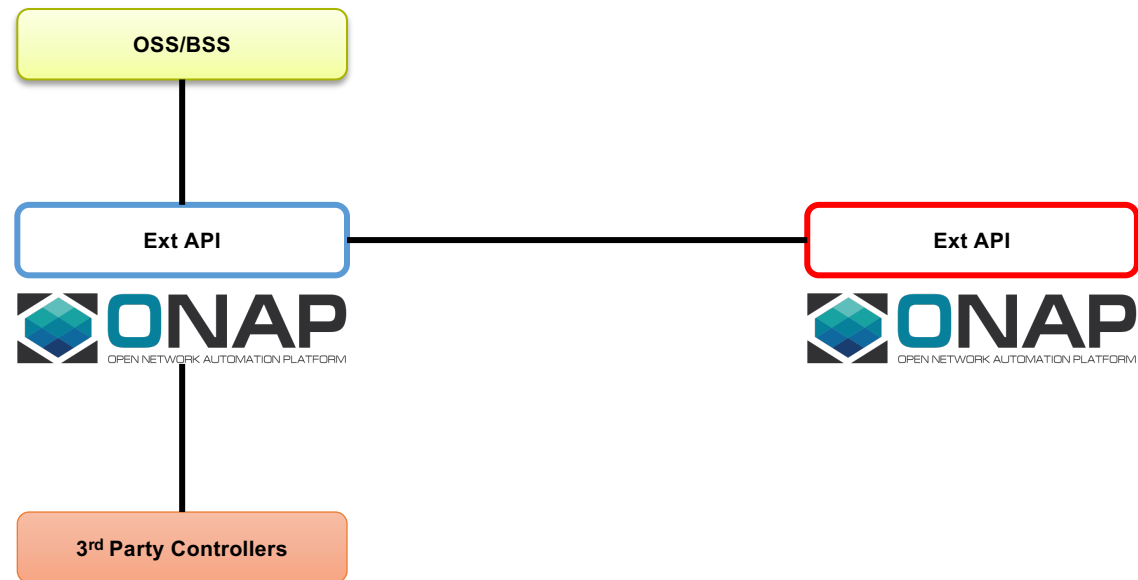 OSS/BSS
Ext API
Ext API
ONAP
OPEN NETWORK AUTOMATION PLATFORM
ONAP
OPEN NETWORK AUTOMATION PLATFORM
3rd Party Controllers